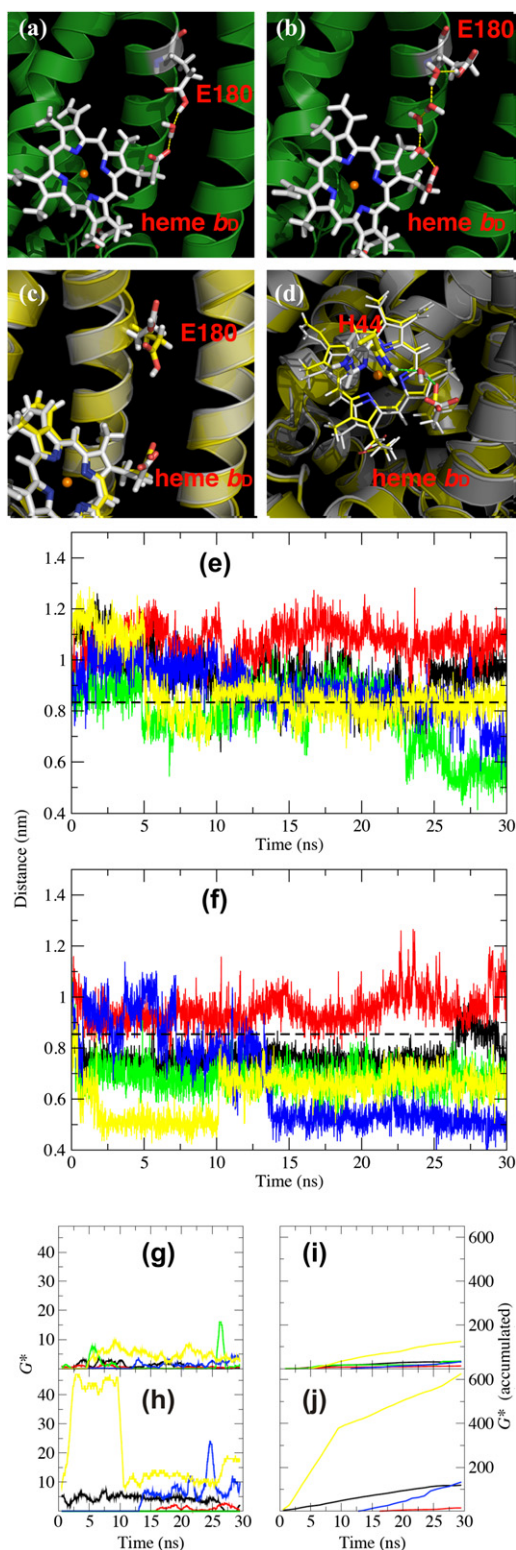 (a)
E180
heme bD
(b)
E180
heme bD
(c)
E180
heme bD
(d)
H44
heme bD
(e)
1.2
1
0.8
0.6
0.4
0 5 10 15 20 25 30
Time (ns)
Distance (nm)
(f)
1.4
1.2
1
0.8
0.6
0.4
0 5 10 15 20 25 30
Time (ns)
(g)
40
30
20
10
G*
(i)
600
400
200
G* (accumulated)
(h)
40
30
20
10
0 5 10 15 20 25 30
Time (ns)
(j)
600
400
200
0 5 10 15 20 25 30
Time (ns)